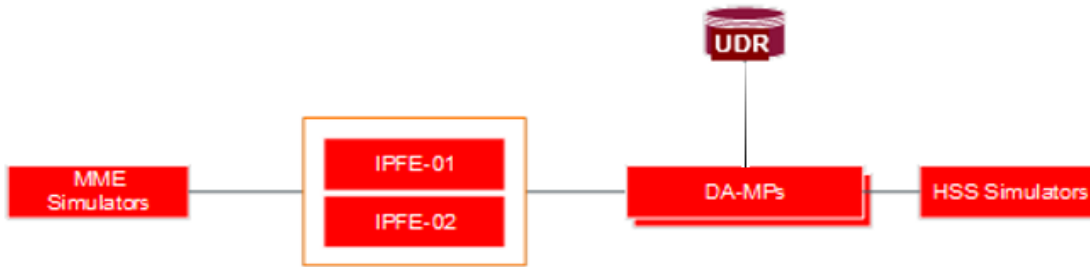 UDR
MME
Simulators
IPFE-01
IPFE-02
DA-MPs
HSS Simulators